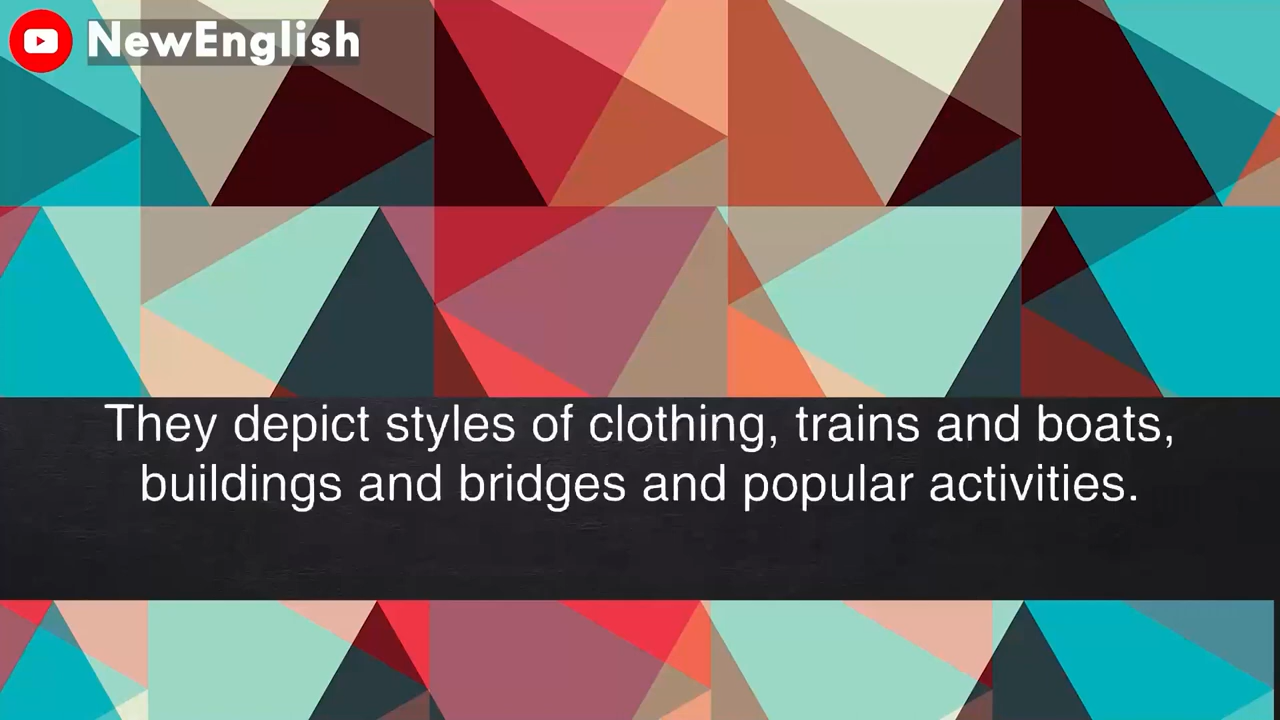 NewEnglish
They depict styles of clothing, trains and boats,
buildings and bridges and popular activities.